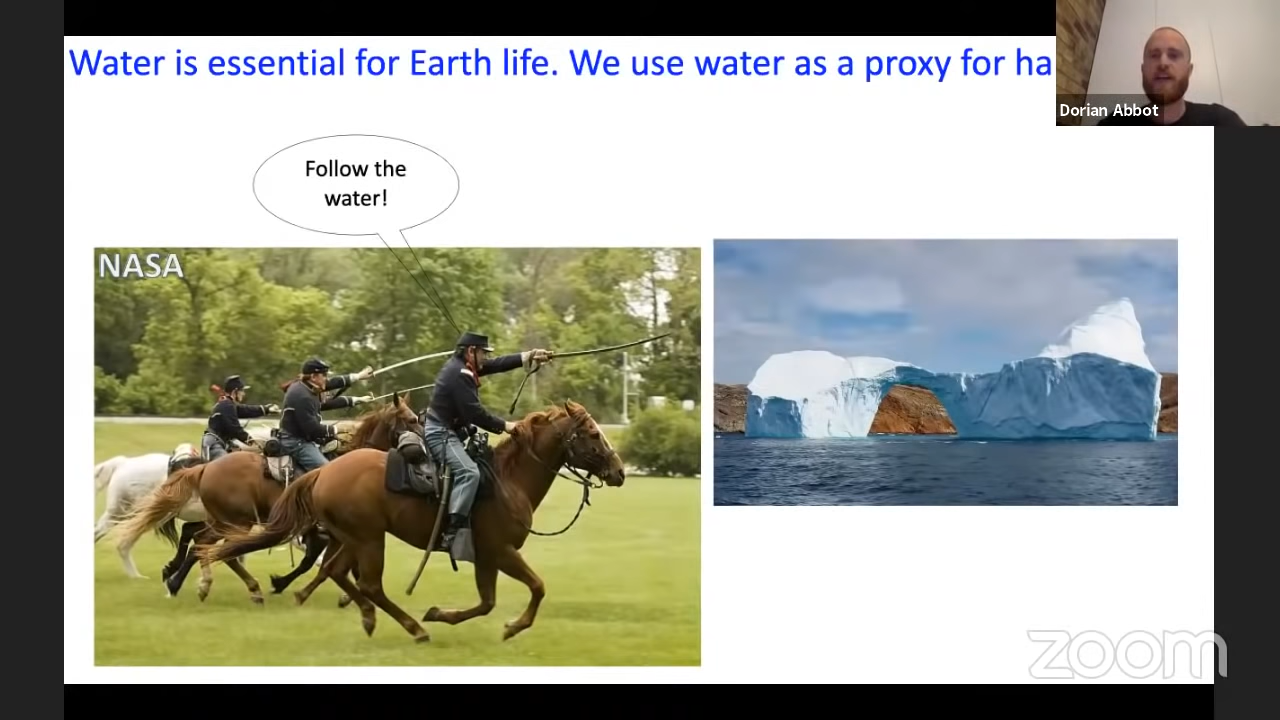 Water is essential for Earth life. We use water as a proxy for ha
Dorian Abbot
Follow the
water!
NASA
zoom